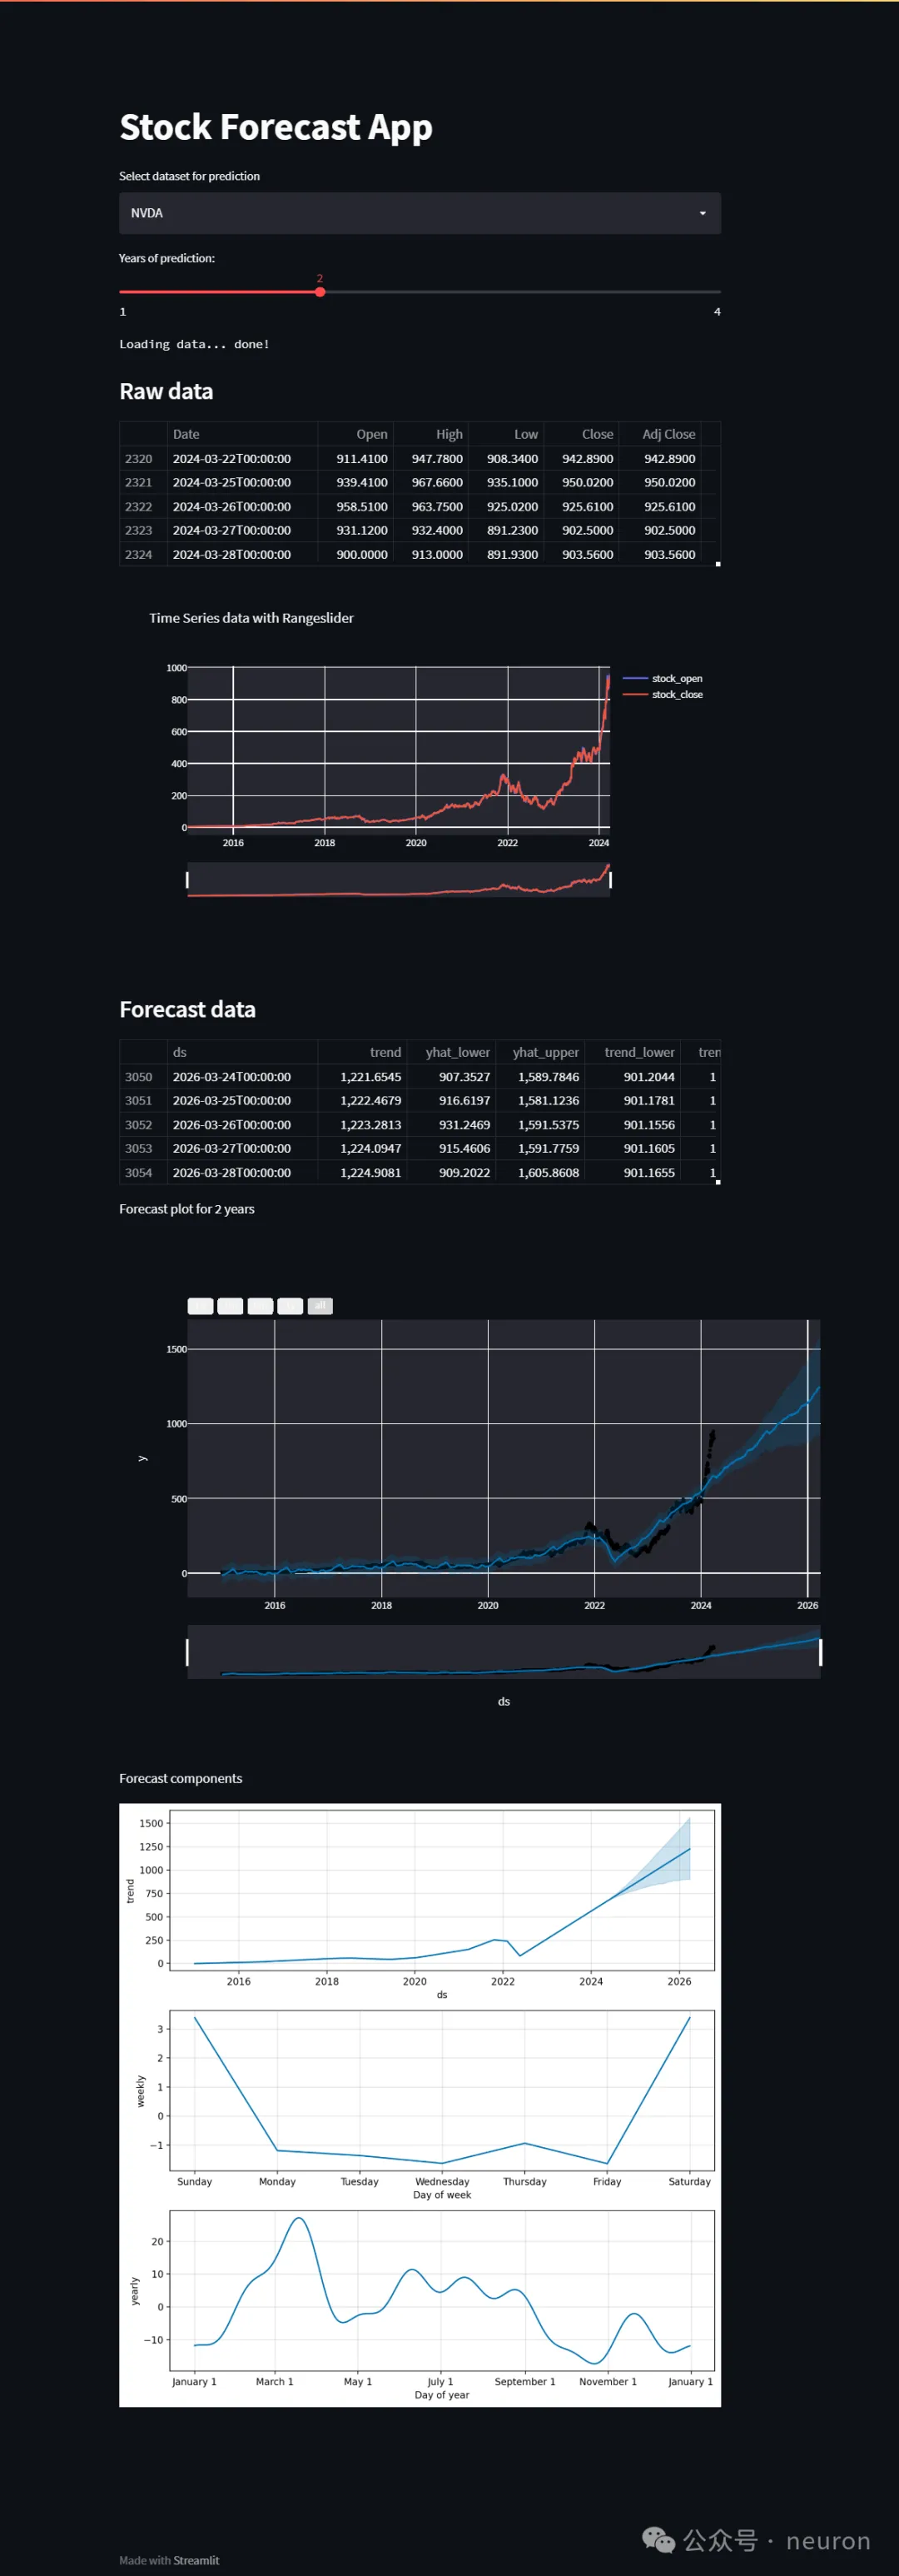 Stock Forecast App
Select dataset for prediction
NVDA
Years of prediction:
2
1 4
Loading data... done!
Raw data
Date Open High Low Close Adj Close
2320 2024-03-22T00:00:00 911.4100 947.7800 908.3400 942.8900 942.8900
2321 2024-03-25T00:00:00 939.4100 967.6600 935.1000 950.0200 950.0200
2322 2024-03-26T00:00:00 958.5100 963.7500 925.0200 925.6100 925.6100
2323 2024-03-27T00:00:00 931.1200 932.4000 891.2300 902.5000 902.5000
2324 2024-03-28T00:00:00 900.0000 913.0000 891.9300 903.5600 903.5600
Time Series data with Rangeslider
1000
800
600
400
200
0
2016 2018 2020 2022 2024
stock_open
stock_close
Forecast data
ds trend yhat_lower yhat_upper trend_lower tren
3050 2026-03-24T00:00:00 1,221.6545 907.3527 1,589.7846 901.2044 1
3051 2026-03-25T00:00:00 1,222.4679 916.6197 1,581.1236 901.1781 1
3052 2026-03-26T00:00:00 1,223.2813 931.2469 1,591.5375 901.1556 1
3053 2026-03-27T00:00:00 1,224.0947 915.4606 1,591.7759 901.1605 1
3054 2026-03-28T00:00:00 1,224.9081 909.2022 1,605.8608 901.1655 1
Forecast plot for 2 years
all
1500
1000
500
0
y
2016 2018 2020 2022 2024 2026
ds
Forecast components
1500
1250
1000
750
500
250
0
trend
2016 2018 2020 2022 2024 2026
ds
3
2
1
0
−1
weekly
Sunday Monday Tuesday Wednesday Thursday Friday Saturday
Day of week
20
10
0
−10
yearly
January 1 March 1 May 1 July 1 September 1 November 1 January 1
Day of year
公众号 · neuron
Made with Streamlit